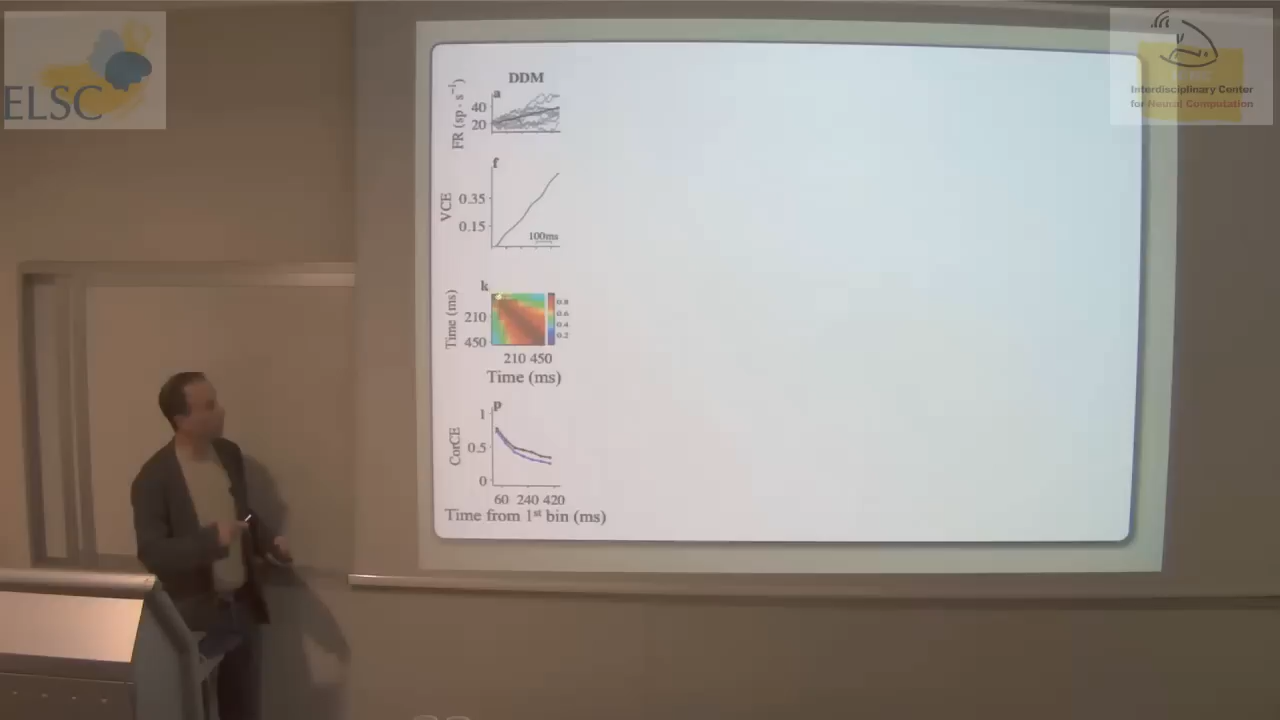 ELSC
Interdisciplinary Center
for Neural Computation
DDM
a
FR (sp · s⁻¹)
40
20
f
VCE
0.35
0.15
100ms
k
Time (ms)
210
450
0.8
0.6
0.4
0.2
210 450
Time (ms)
p
CorCE
1
0.5
0
60 240 420
Time from 1ˢᵗ bin (ms)